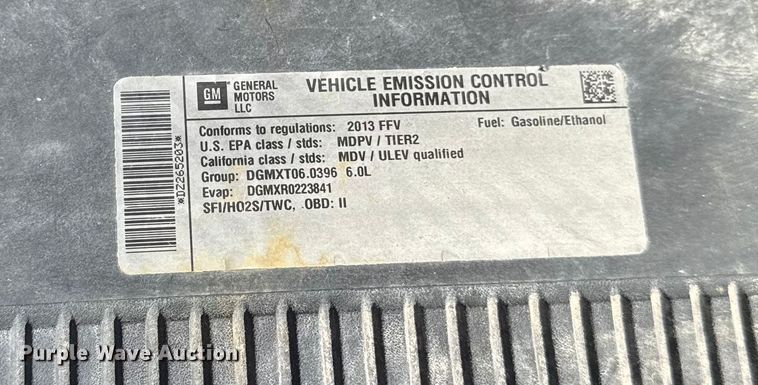 GM GENERAL MOTORS LLC
VEHICLE EMISSION CONTROL
INFORMATION
Conforms to regulations: 2013 FFV Fuel: Gasoline/Ethanol
U.S. EPA class / stds: MDPV / TIER2
California class / stds: MDV / ULEV qualified
Group: DGMXT06.0396 6.0L
Evap: DGMXR0223841
SFI/HO2S/TWC, .OBD: II
*DZ265203*
Purple Wave Auction